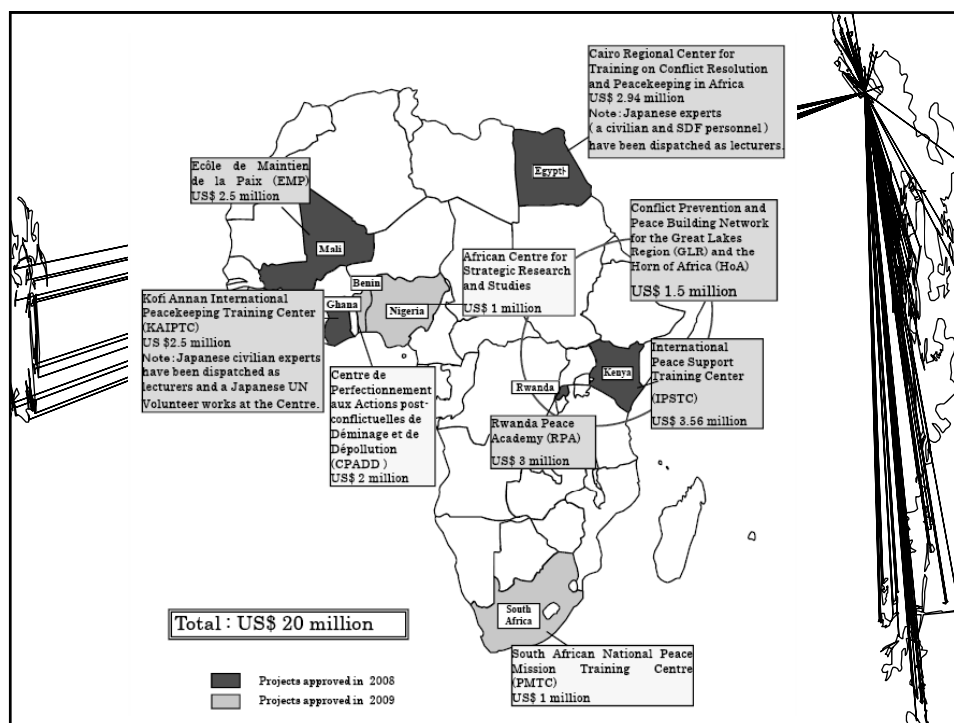 Cairo Regional Center for
Training on Conflict Resolution
and Peacekeeping in Africa
US$ 2.94 million
Note : Japanese experts
( a civilian and SDF personnel )
have been dispatched as lecturers.
Ecôle de Maintien
de la Paix (EMP)
US$ 2.5 million
Egypt
Conflict Prevention and
Peace Building Network
for the Great Lakes
Region (GLR) and the
Horn of Africa (HoA)
US$ 1.5 million
Mali
African Centre for
Strategic Research
and Studies
US$ 1 million
Benin
Ghana
Nigeria
Kofi Annan International
Peacekeeping Training Center
(KAIPTC)
US $2.5 million
Note : Japanese civilian experts
have been dispatched as
lecturers and a Japanese UN
Volunteer works at the Centre.
International
Peace Support
Training Center
(IPSTC)
US$ 3.56 million
Kenya
Rwanda
Centre de
Perfectionnement
aux Actions post-
conflictuelles de
Déminage et de
Dépollution
(CPADD )
US$ 2 million
Rwanda Peace
Academy (RPA)
US$ 3 million
South
Africa
Total : US$ 20 million
South African National Peace
Mission Training Centre
(PMTC)
US$ 1 million
Projects approved in 2008
Projects approved in 2009